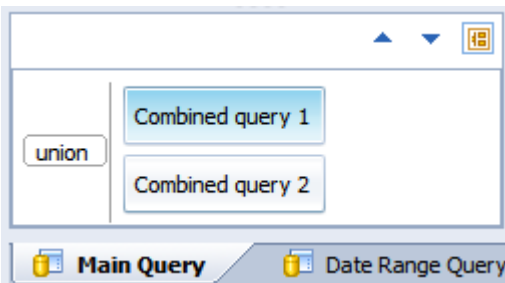 Combined query 1
union
Combined query 2
Main Query
Date Range Query